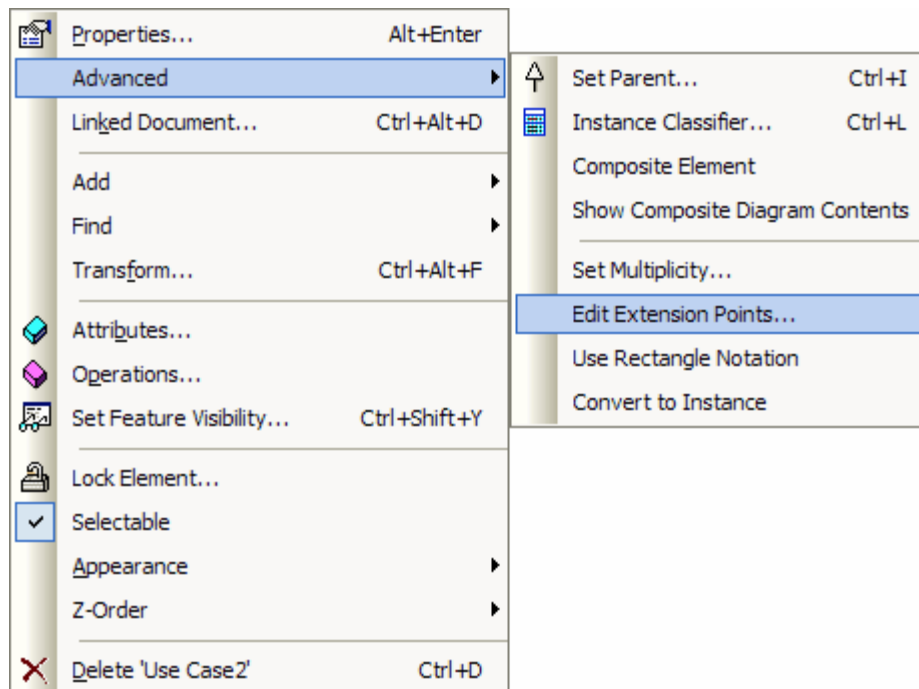 Properties... Alt+Enter
Advanced
Linked Document... Ctrl+Alt+D
Add
Find
Transform... Ctrl+Alt+F
Attributes...
Operations...
Set Feature Visibility... Ctrl+Shift+Y
Lock Element...
Selectable
Appearance
Z-Order
Delete 'Use Case2' Ctrl+D
Set Parent... Ctrl+I
Instance Classifier... Ctrl+L
Composite Element
Show Composite Diagram Contents
Set Multiplicity...
Edit Extension Points...
Use Rectangle Notation
Convert to Instance